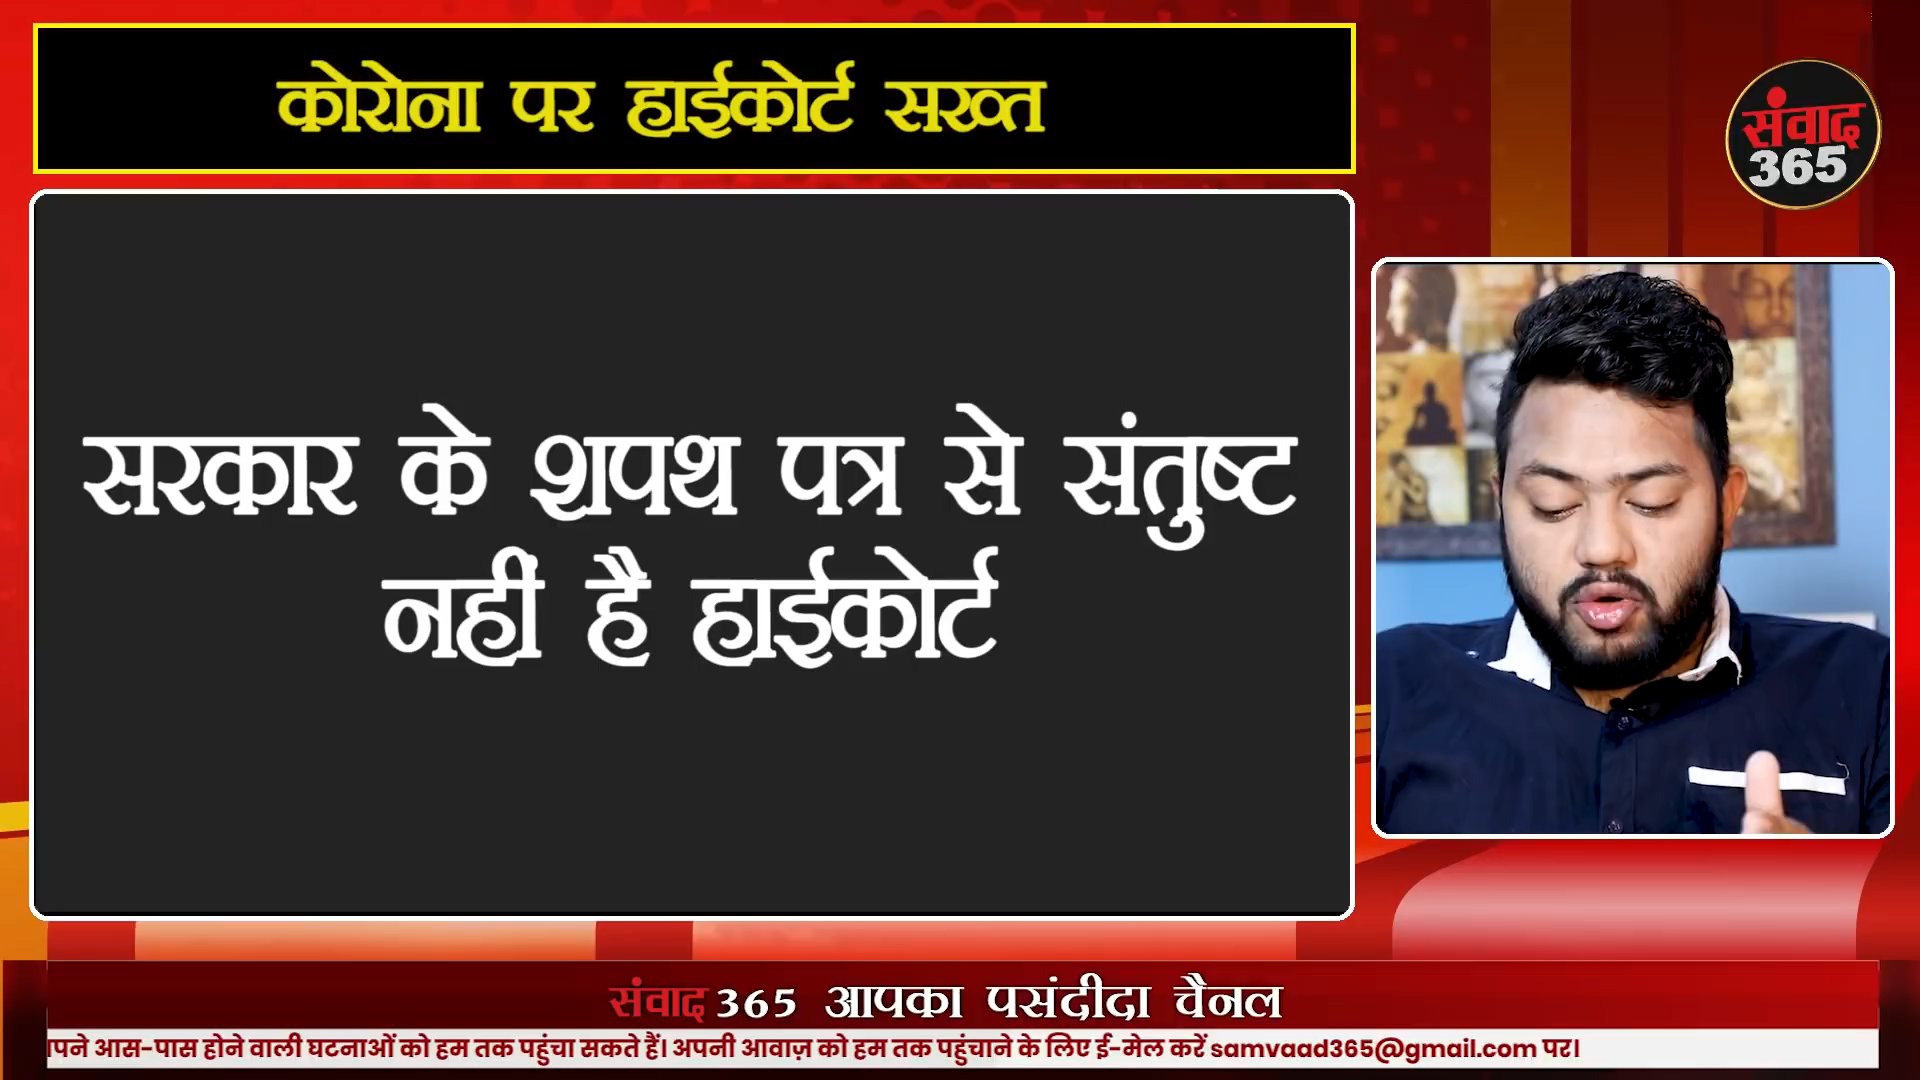 कोरोना पर हाईकोर्ट सख्त
संवाद
365
सरकार के शपथ पत्र से संतुष्ट
नहीं है हाईकोर्ट
संवाद 365 आपका पसंदीदा चैनल
आस-पास होने वाली घटनाओं को हम तक पहुंचा सकते हैं। अपनी आवाज़ को हम तक पहुंचाने के लिए ई-मेल करें samvaad365@gmail.com पर।